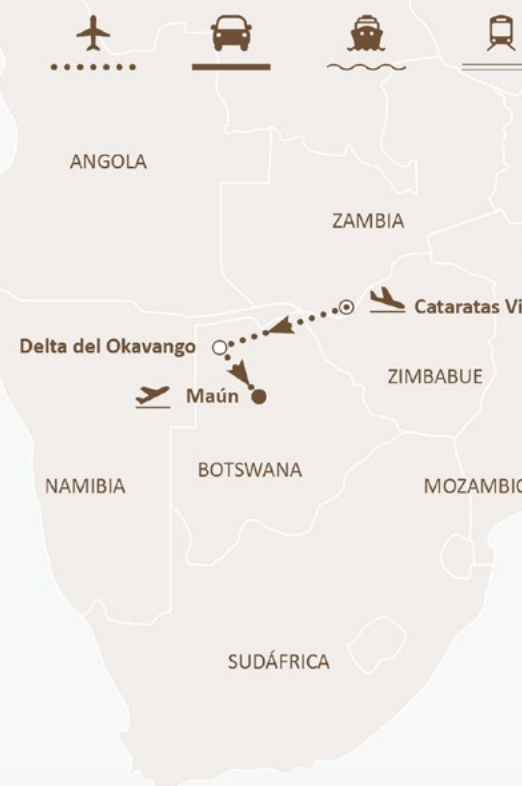 ANGOLA
ZAMBIA
Cataratas Vi
Delta del Okavango
ZIMBABUE
Maún
BOTSWANA
NAMIBIA
MOZAMBIC
SUDÁFRICA